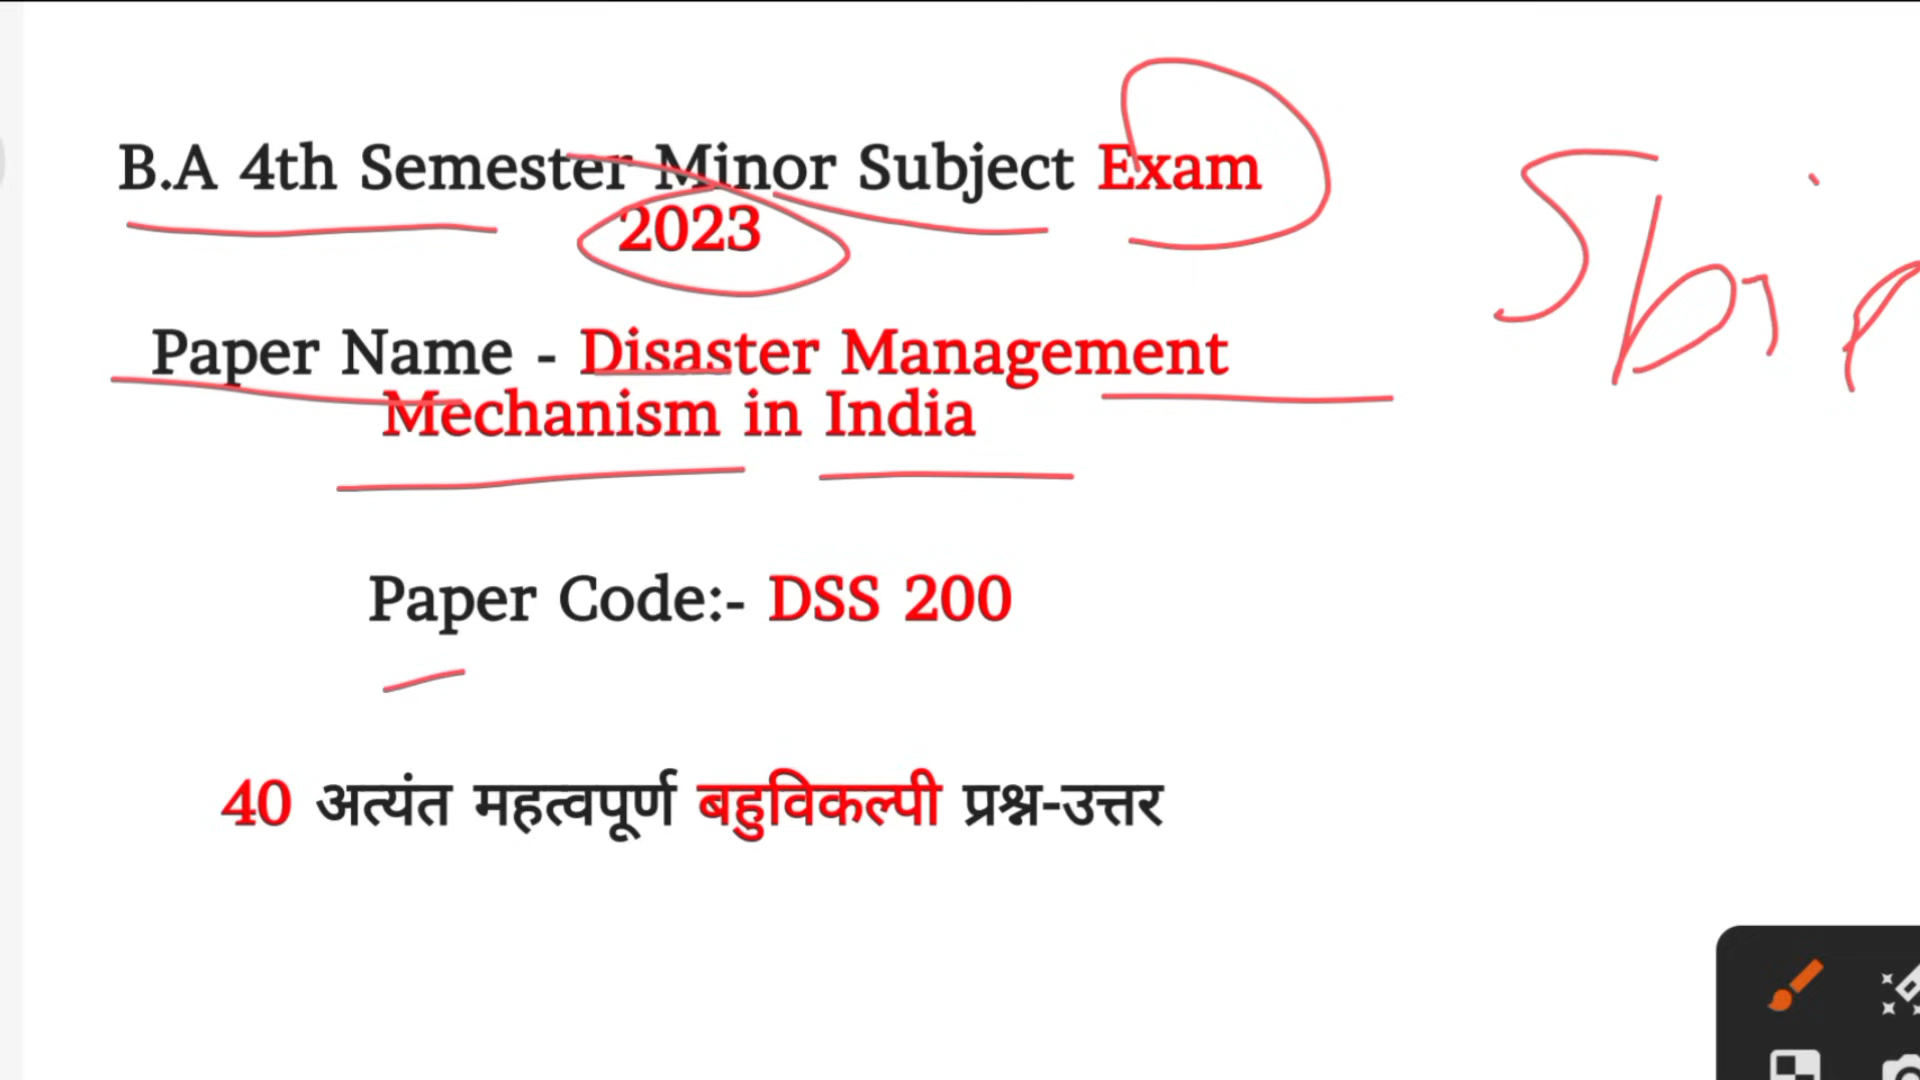 B.A 4th Semester Minor Subject Exam
2023
Paper Name - Disaster Management
Mechanism in India
Paper Code:- DSS 200
40 अत्यंत महत्वपूर्ण बहुविकल्पी प्रश्न-उत्तर